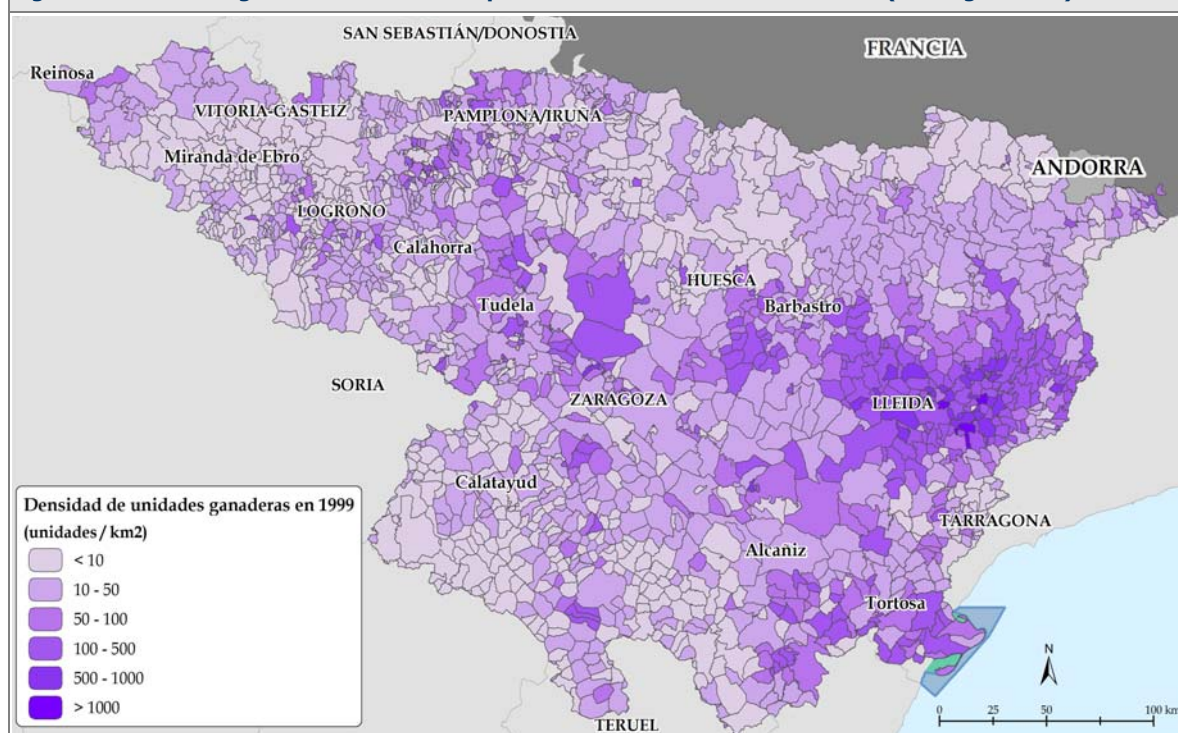 SAN SEBASTIÁN/DONOSTIA
FRANCIA
Reinosa
VITORIA-GASTEIZ
PAMPLONA/IRUÑA
Miranda de Ebro
ANDORRA
LOGROÑO
Calahorra
HUESCA
Tudela
Barbastro
SORIA
ZARAGOZA
LLEIDA
Calatayud
TARRAGONA
Alcañiz
Tortosa
TERUEL
Densidad de unidades ganaderas en 1999
(unidades / km2)
< 10
10 - 50
50 - 100
100 - 500
500 - 1000
> 1000
N
0 25 50 100 km